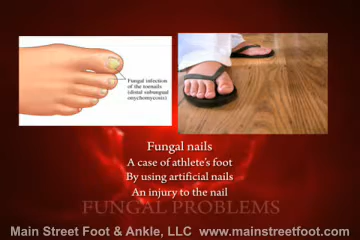 Fungal infection
of the toenails
(distal subungual
onychomycosis)
Fungal nails
A case of athlete's foot
By using artificial nails
An injury to the nail
FUNGAL PROBLEMS
Main Street Foot & Ankle, LLC www.mainstreetfoot.com